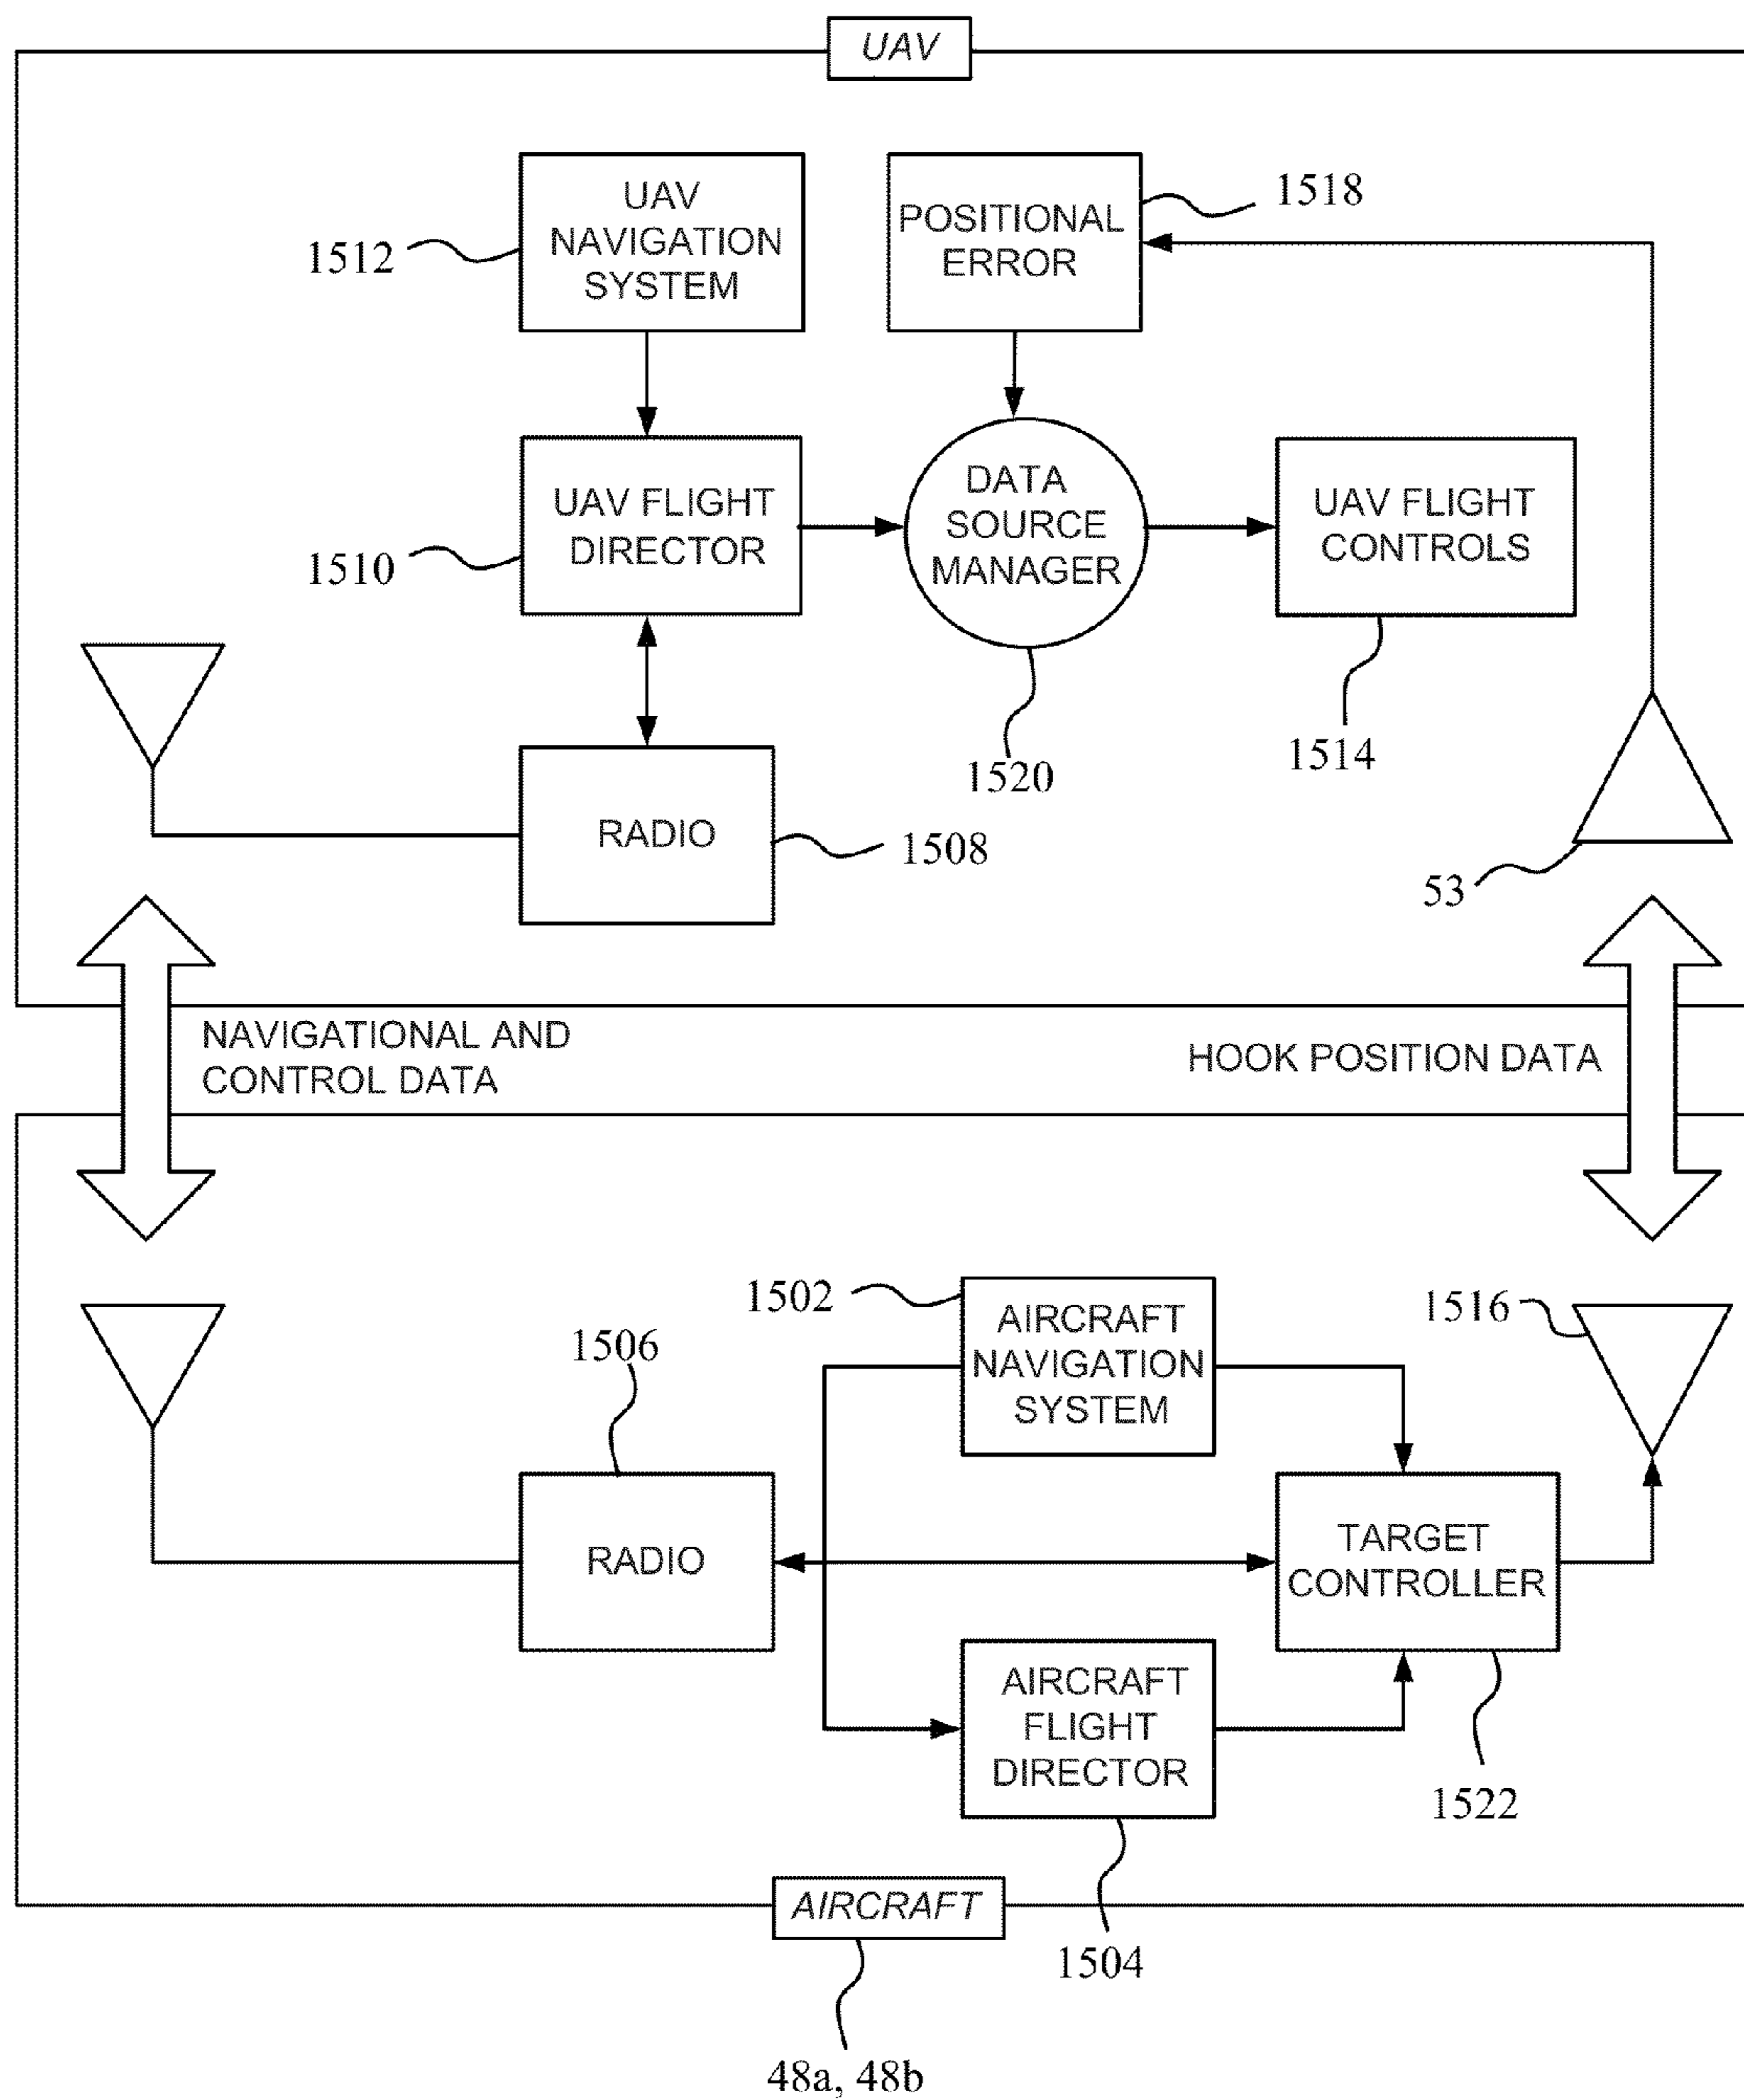 UAV
UAV
NAVIGATION
SYSTEM
1512
POSITIONAL
ERROR
1518
UAV FLIGHT
DIRECTOR
1510
DATA
SOURCE
MANAGER
1520
UAV FLIGHT
CONTROLS
1514
RADIO
1508
53
NAVIGATIONAL AND
CONTROL DATA
HOOK POSITION DATA
1502
AIRCRAFT
NAVIGATION
SYSTEM
1516
1506
RADIO
TARGET
CONTROLLER
1522
AIRCRAFT
FLIGHT
DIRECTOR
1504
AIRCRAFT
48a, 48b